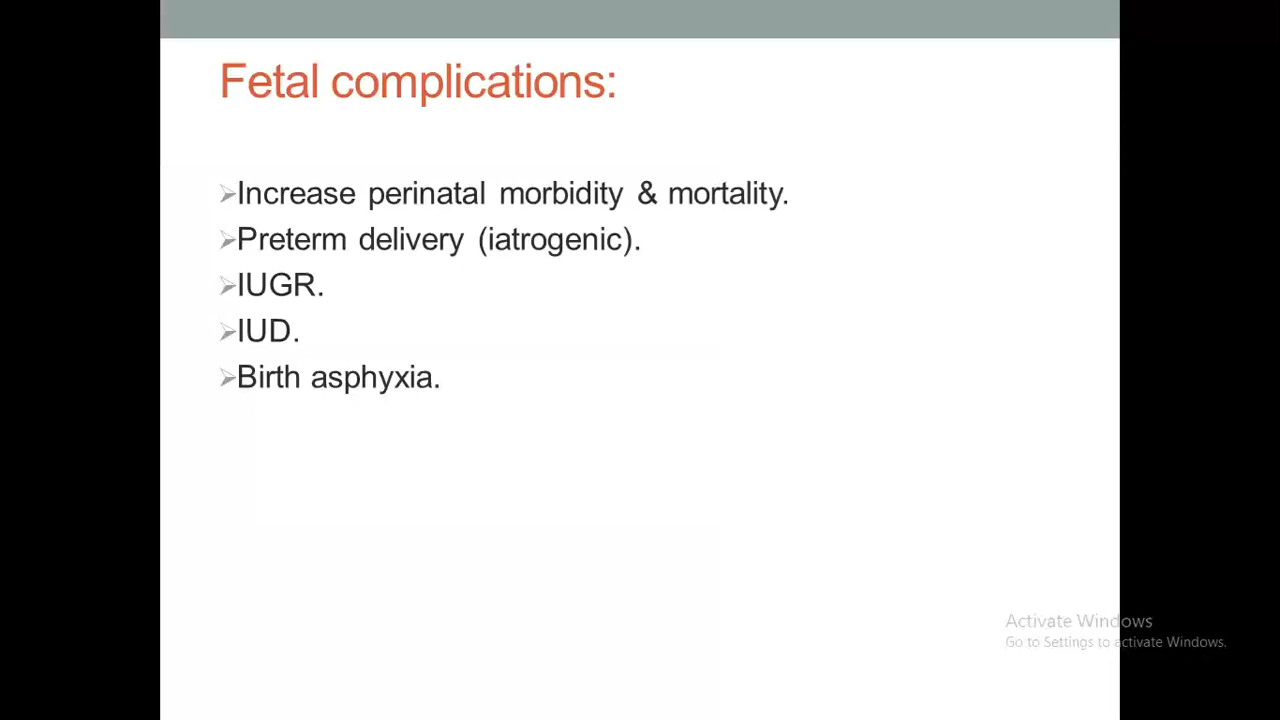 Fetal complications:
➢Increase perinatal morbidity & mortality.
➢Preterm delivery (iatrogenic).
➢IUGR.
➢IUD.
➢Birth asphyxia.
Activate Windows
Go to Settings to activate Windows.